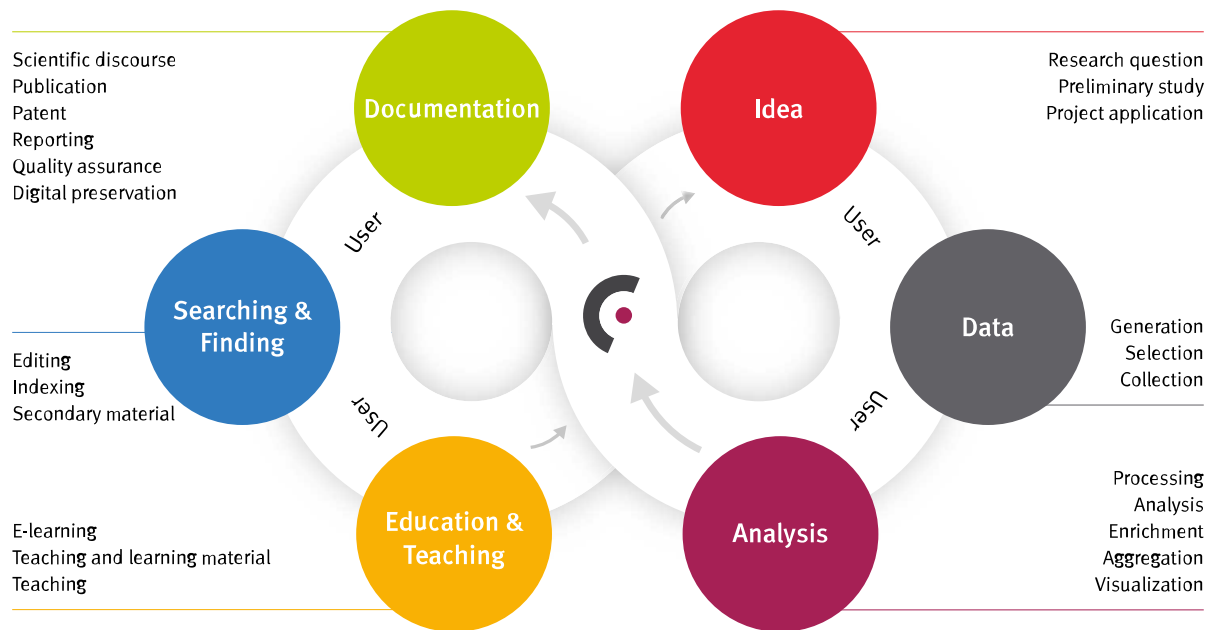 Scientific discourse
Publication
Patent
Reporting
Quality assurance
Digital preservation
Documentation
Idea
Research question
Preliminary study
Project application
User
User
Searching &
Finding
Data
Generation
Selection
Collection
Editing
Indexing
Secondary material
User
User
E-learning
Teaching and learning material
Teaching
Education &
Teaching
Analysis
Processing
Analysis
Enrichment
Aggregation
Visualization